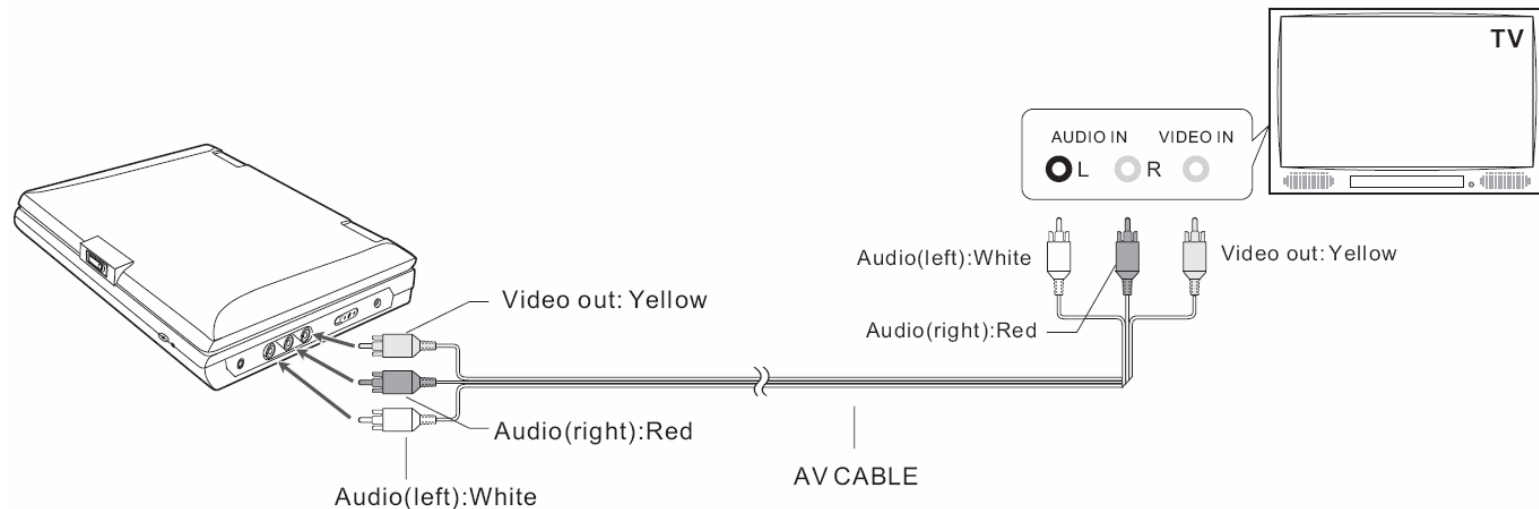 TV
AUDIO IN VIDEO IN
L R
Audio(left):White
Video out:Yellow
Audio(right):Red
Video out: Yellow
Audio(right):Red
AV CABLE
Audio(left):White